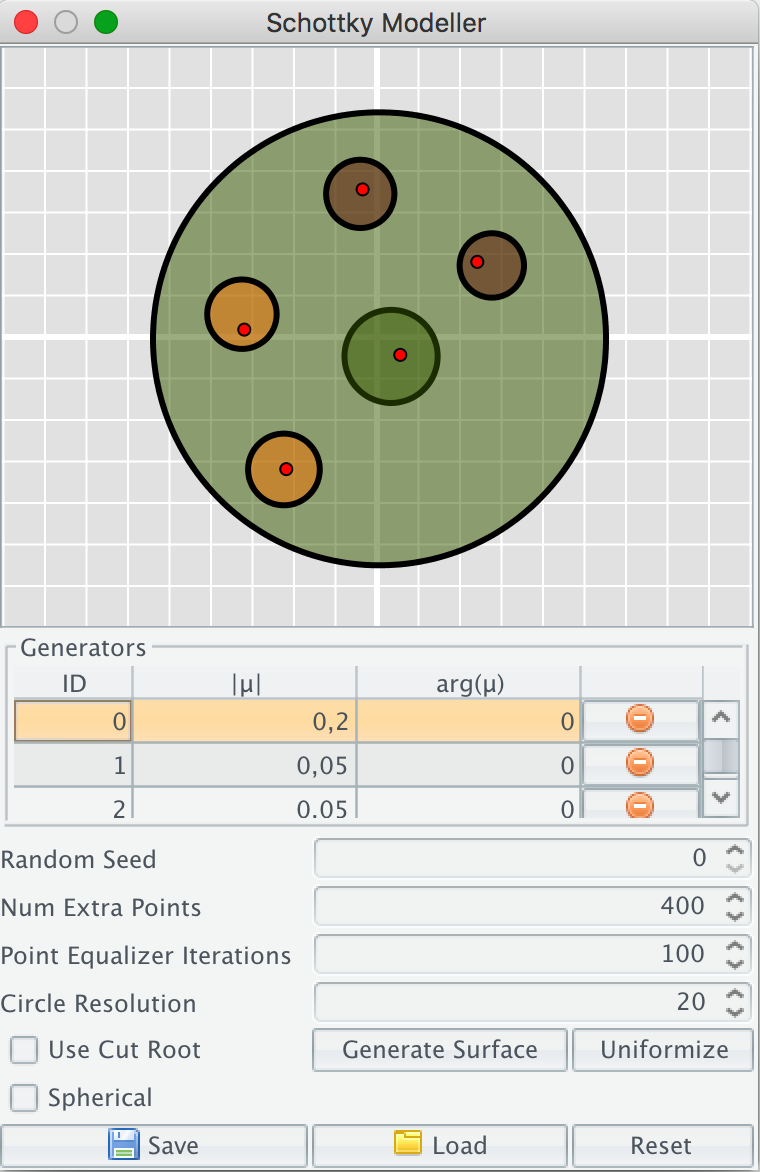 Schottky Modeller
Generators
ID |μ| arg(μ)
0 0,2 0
1 0,05 0
2 0.05 0
Random Seed 0
Num Extra Points 400
Point Equalizer Iterations 100
Circle Resolution 20
Use Cut Root Generate Surface Uniformize
Spherical
Save Load Reset